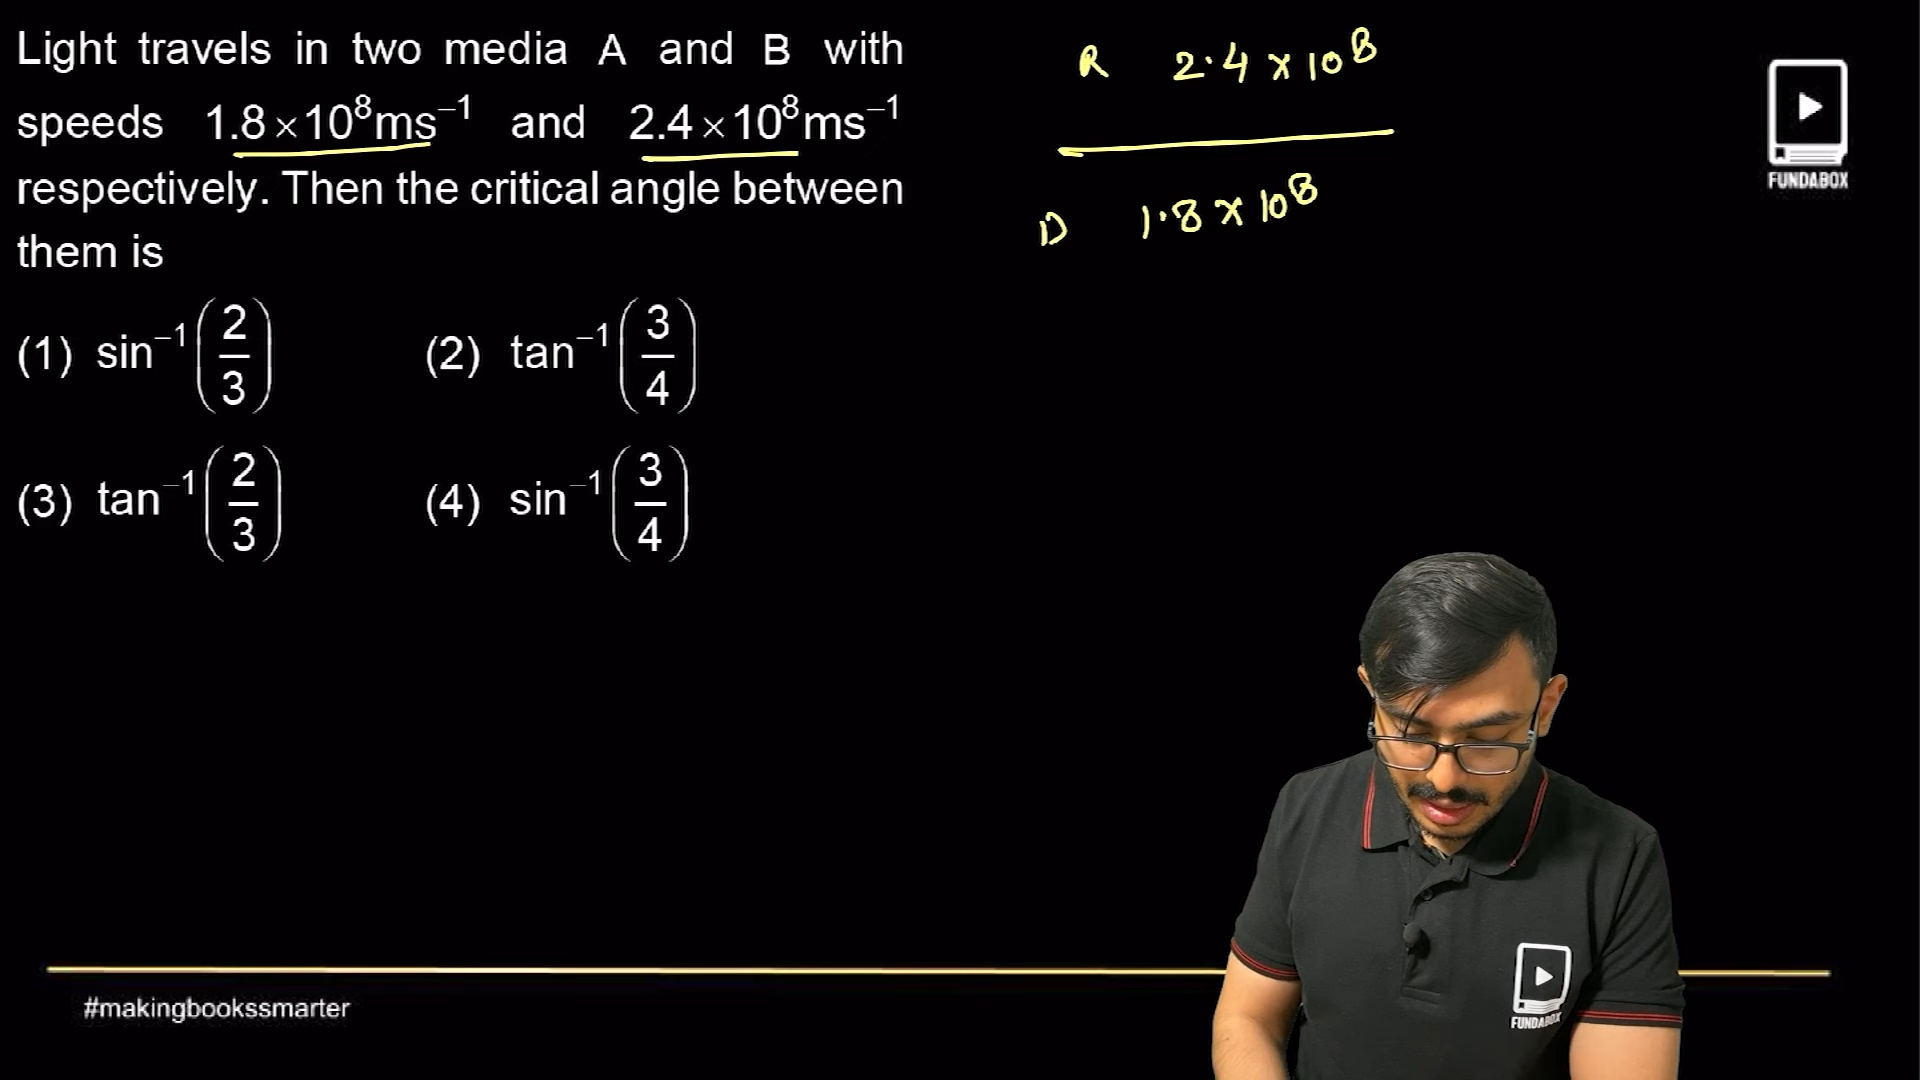 Light travels in two media A and B with
speeds 1.8×10⁸ms⁻¹ and 2.4×10⁸ms⁻¹
respectively. Then the critical angle between
them is
(1) sin⁻¹(2/3) (2) tan⁻¹(3/4)
(3) tan⁻¹(2/3) (4) sin⁻¹(3/4)
R 2.4 × 10⁸
D 1.8 × 10⁸
FUNDABOX
FUNDABOX
#makingbookssmarter